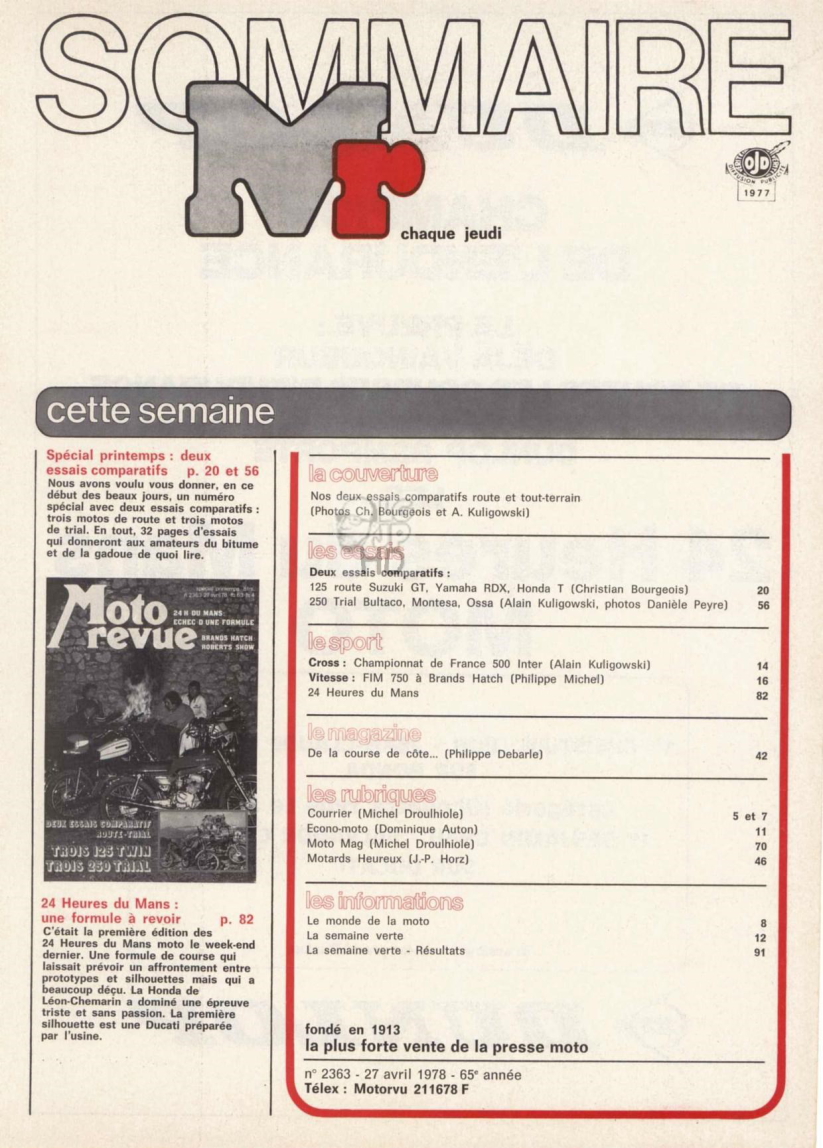 SOMMAIRE
Mr
OJD
DIFFUSION PUBLICITE
1977
chaque jeudi
cette semaine
Spécial printemps : deux
essais comparatifs p. 20 et 56
Nous avons voulu vous donner, en ce
début des beaux jours, un numéro
spécial avec deux essais comparatifs :
trois motos de route et trois motos
de trial. En tout, 32 pages d'essais
qui donneront aux amateurs du bitume
et de la gadoue de quoi lire.
Moto
revue
24 H DU MANS:
ECHEC D UNE FORMULE
BRANDS HATCH
ROBERTS SHOW
DEUX ESSAIS COMPARATIF
ROUTE-TRIAL
TROIS 125 TWIN
TROIS 250 TRIAL
24 Heures du Mans :
une formule à revoir p. 82
C'était la première édition des
24 Heures du Mans moto le week-end
dernier. Une formule de course qui
laissait prévoir un affrontement entre
prototypes et silhouettes mais qui a
beaucoup déçu. La Honda de
Léon-Chemarin a dominé une épreuve
triste et sans passion. La première
silhouette est une Ducati préparée
par l'usine.
la couverture
Nos deux essais comparatifs route et tout-terrain
(Photos Ch. Bourgeois et A. Kuligowski)
les essais
Deux essais comparatifs :
125 route Suzuki GT, Yamaha RDX, Honda T (Christian Bourgeois) 20
250 Trial Bultaco, Montesa, Ossa (Alain Kuligowski, photos Danièle Peyre) 56
le sport
Cross : Championnat de France 500 Inter (Alain Kuligowski) 14
Vitesse : FIM 750 à Brands Hatch (Philippe Michel) 16
24 Heures du Mans 82
le magazine
De la course de côte... (Philippe Debarle) 42
les rubriques
Courrier (Michel Droulhiole) 5 et 7
Econo-moto (Dominique Auton) 11
Moto Mag (Michel Droulhiole) 70
Motards Heureux (J.-P. Horz) 46
les informations
Le monde de la moto 8
La semaine verte 12
La semaine verte - Résultats 91
fondé en 1913
la plus forte vente de la presse moto
n° 2363 - 27 avril 1978 - 65e année
Télex : Motorvu 211678 F